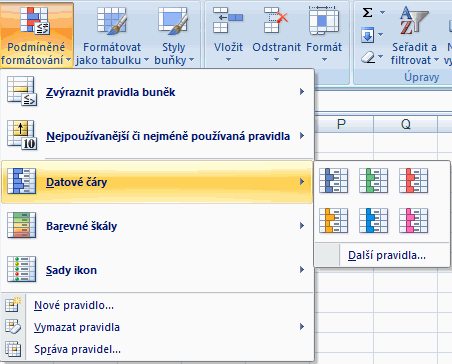 Podmíněné formátování
Formátovat jako tabulku
Styly buňky
Vložit
Odstranit
Formát
Σ
Seřadit a filtrovat
Úpravy
Zvýraznit pravidla buněk
Nejpoužívanější či nejméně používaná pravidla
10
Datové čáry
Barevné škály
Sady ikon
Nové pravidlo...
Vymazat pravidla
Správa pravidel...
P
Q
Další pravidla...